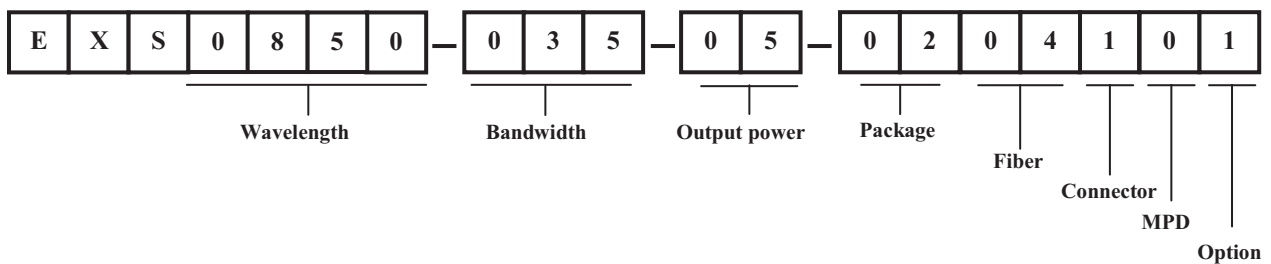 E X S 0 8 5 0 – 0 3 5 – 0 5 – 0 2 0 4 1 0 1
Wavelength Bandwidth Output power Package
Fiber
Connector
MPD
Option